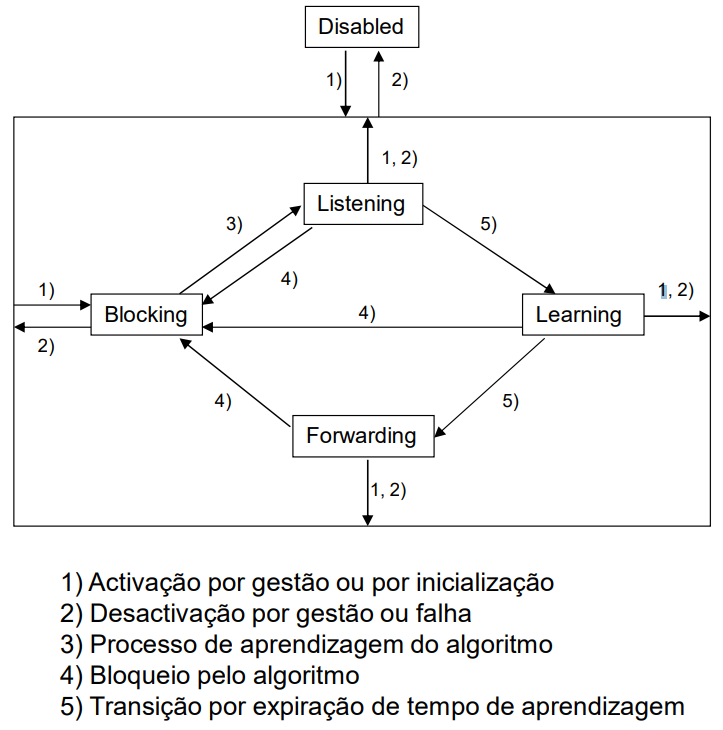 Disabled
1)
2)
1, 2)
Listening
3)
5)
4)
1)
Blocking
4)
Learning
1, 2)
2)
4)
5)
Forwarding
1, 2)
1) Activação por gestão ou por inicialização
2) Desactivação por gestão ou falha
3) Processo de aprendizagem do algoritmo
4) Bloqueio pelo algoritmo
5) Transição por expiração de tempo de aprendizagem